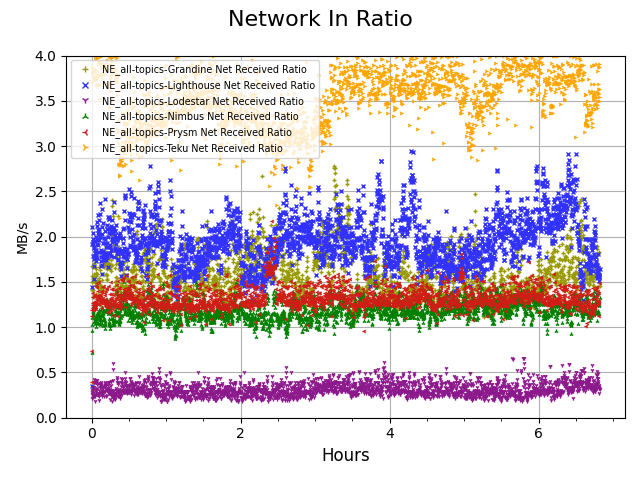 Network In Ratio
4.0
3.5
3.0
2.5
2.0
1.5
1.0
0.5
0.0
MB/s
NE_all-topics-Grandine Net Received Ratio
NE_all-topics-Lighthouse Net Received Ratio
NE_all-topics-Lodestar Net Received Ratio
NE_all-topics-Nimbus Net Received Ratio
NE_all-topics-Prysm Net Received Ratio
NE_all-topics-Teku Net Received Ratio
0 2 4 6
Hours